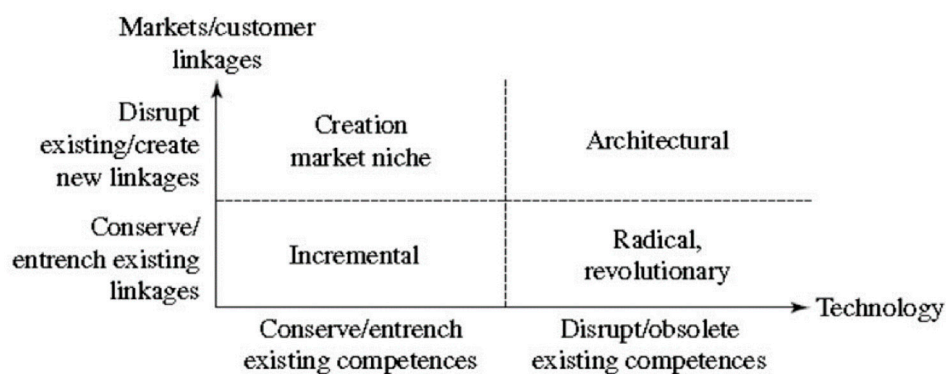 Markets/customer
linkages
Disrupt
existing/create
new linkages
Creation
market niche
Architectural
Conserve/
entrench existing
linkages
Incremental
Radical,
revolutionary
Technology
Conserve/entrench
existing competences
Disrupt/obsolete
existing competences